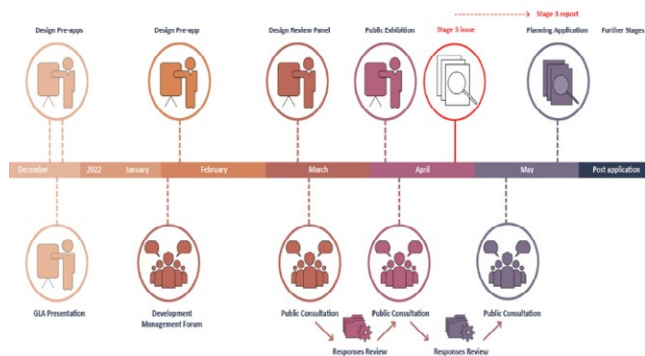 Stage 3 report
Design Pre-apps
Design Pre-app
Design Review Panel
Public Exhibition
Stage 3 issue
Planning Application
Further Stages
December
2022
January
February
March
April
May
Post application
GLA Presentation
Development
Management Forum
Public Consultation
Public Consultation
Public Consultation
Responses Review
Responses Review